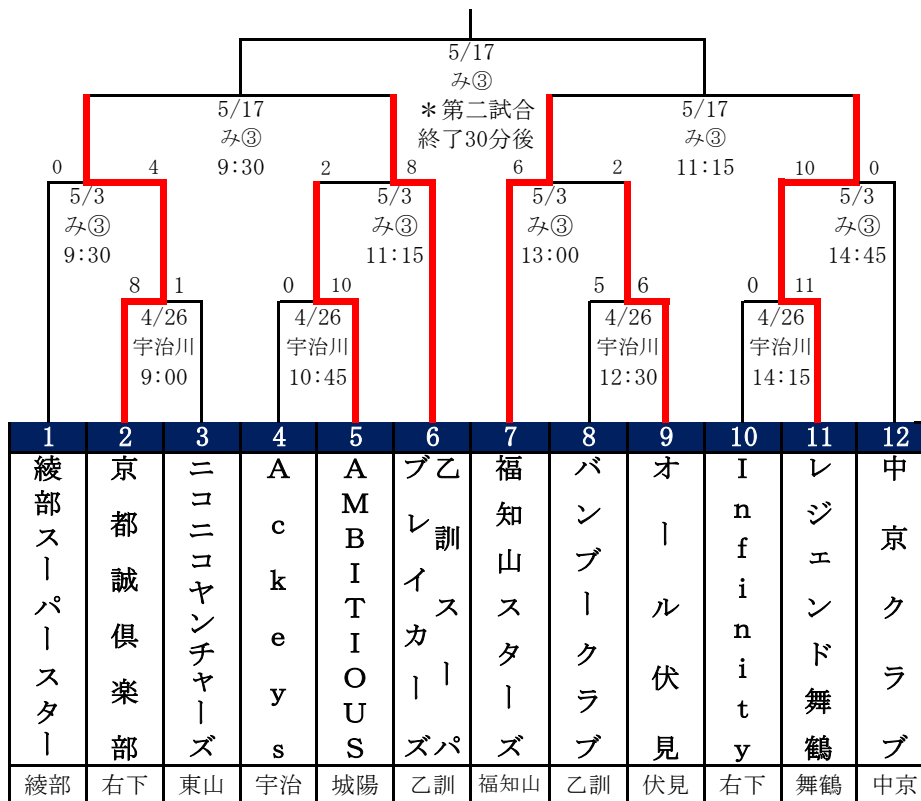 5/17
み③
＊第二試合
終了30分後
5/17
み③
9:30
5/17
み③
11:15
0 4
2 8
6 2
10 0
5/3
み③
9:30
5/3
み③
11:15
5/3
み③
13:00
5/3
み③
14:45
8 1
0 10
5 6
0 11
4/26
宇治川
9:00
4/26
宇治川
10:45
4/26
宇治川
12:30
4/26
宇治川
14:15
1 2 3 4 5 6 7 8 9 10 11 12
綾部スーパースター
京都誠倶楽部
ニコニコヤンチャーズ
Ackeys
AMBITIOUS
乙訓スーパ
ブレイカーズ
福知山スターズ
バンブークラブ
オール伏見
Infinity
レジェンド舞鶴
中京クラブ
綾部 右下 東山 宇治 城陽 乙訓 福知山 乙訓 伏見 右下 舞鶴 中京